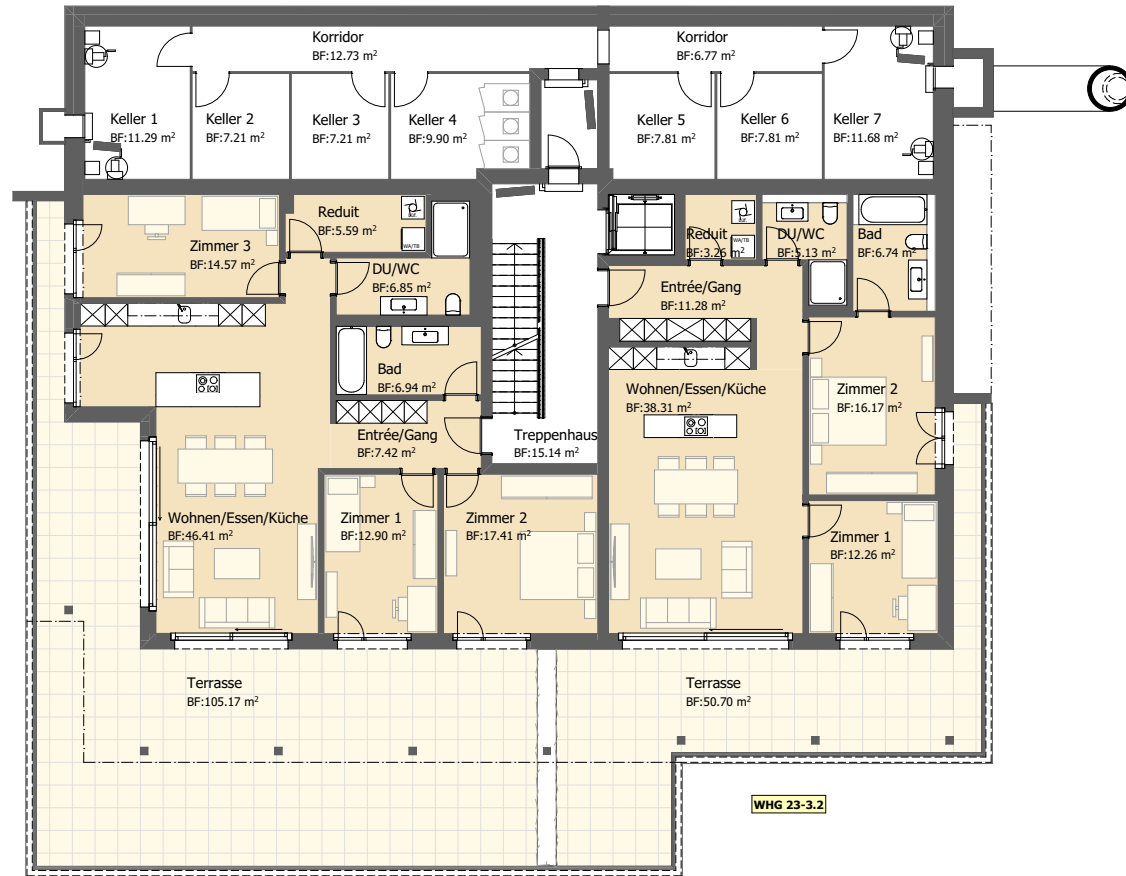 Korridor
BF:12.73 m²
Korridor
BF:6.77 m²
Keller 1
BF:11.29 m²
Keller 2
BF:7.21 m²
Keller 3
BF:7.21 m²
Keller 4
BF:9.90 m²
Keller 5
BF:7.81 m²
Keller 6
BF:7.81 m²
Keller 7
BF:11.68 m²
Zimmer 3
BF:14.57 m²
Reduit
BF:5.59 m²
WA/TB
DU/WC
BF:6.85 m²
Reduit
BF:3.26 m²
WA/TB
DU/WC
BF:5.13 m²
Bad
BF:6.74 m²
Entrée/Gang
BF:11.28 m²
Bad
BF:6.94 m²
Entrée/Gang
BF:7.42 m²
Treppenhaus
BF:15.14 m²
Wohnen/Essen/Küche
BF:38.31 m²
Zimmer 2
BF:16.17 m²
Wohnen/Essen/Küche
BF:46.41 m²
Zimmer 1
BF:12.90 m²
Zimmer 2
BF:17.41 m²
Zimmer 1
BF:12.26 m²
Terrasse
BF:105.17 m²
Terrasse
BF:50.70 m²
WHG 23-3.2